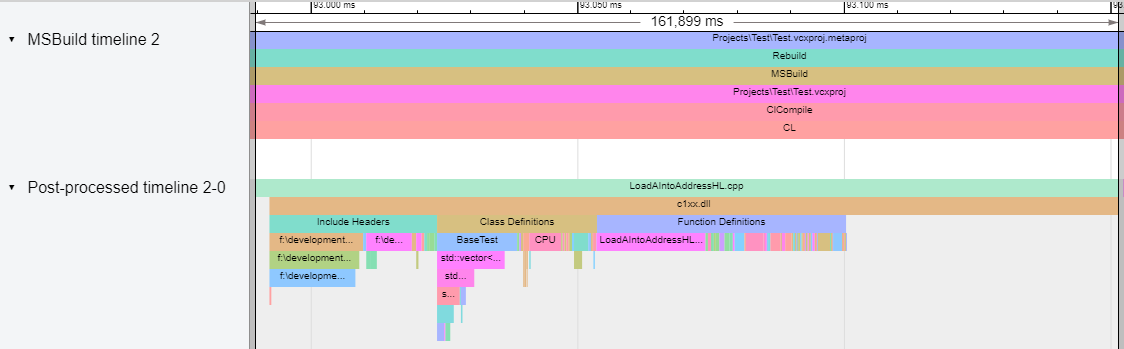 93.000 ms
93.050 ms
93.100 ms
161,899 ms
MSBuild timeline 2
Projects\Test\Test.vcxproj.metaproj
Rebuild
MSBuild
Projects\Test\Test.vcxproj
ClCompile
CL
Post-processed timeline 2-0
LoadAIntoAddressHL.cpp
c1xx.dll
Include Headers
Class Definitions
Function Definitions
f:\development...
f:\de...
BaseTest
CPU
LoadAIntoAddressHL...
f:\development...
std::vector<...
f:\developme...
std...
s...